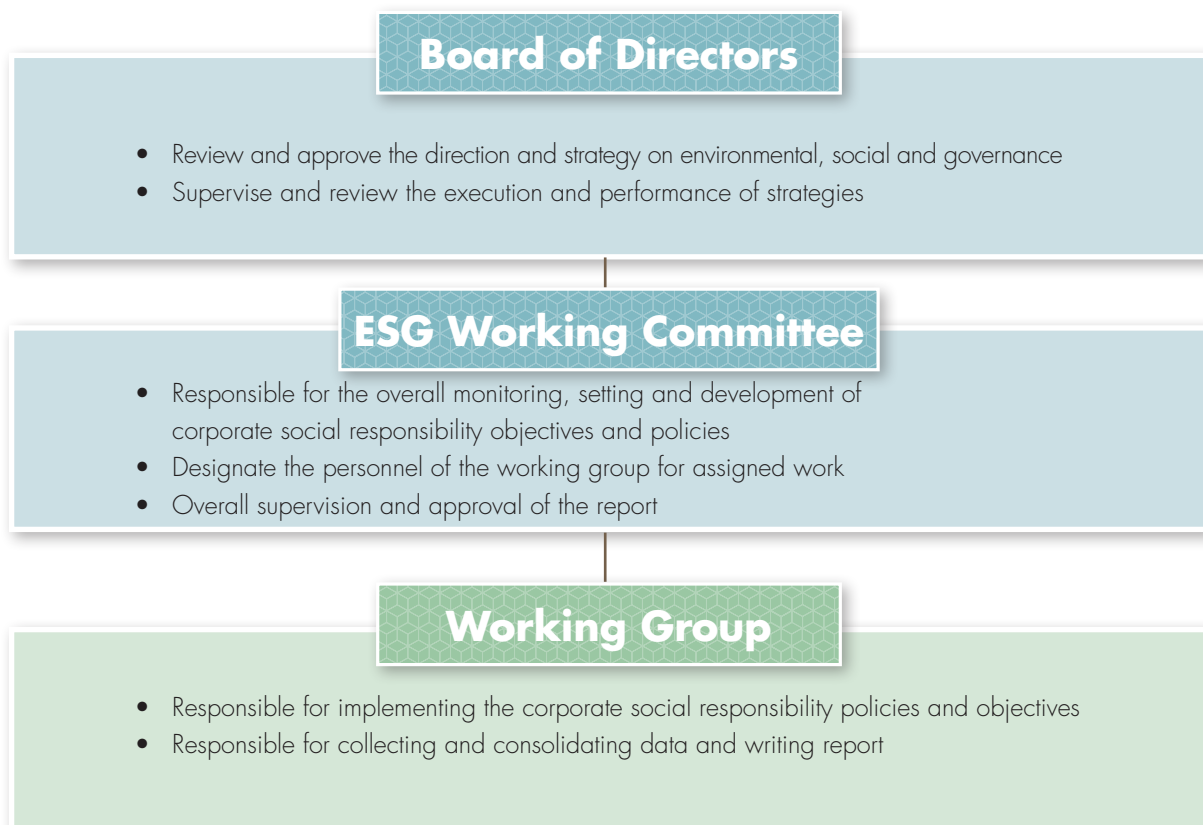 Board of Directors
• Review and approve the direction and strategy on environmental, social and governance
• Supervise and review the execution and performance of strategies
ESG Working Committee
• Responsible for the overall monitoring, setting and development of
corporate social responsibility objectives and policies
• Designate the personnel of the working group for assigned work
• Overall supervision and approval of the report
Working Group
• Responsible for implementing the corporate social responsibility policies and objectives
• Responsible for collecting and consolidating data and writing report